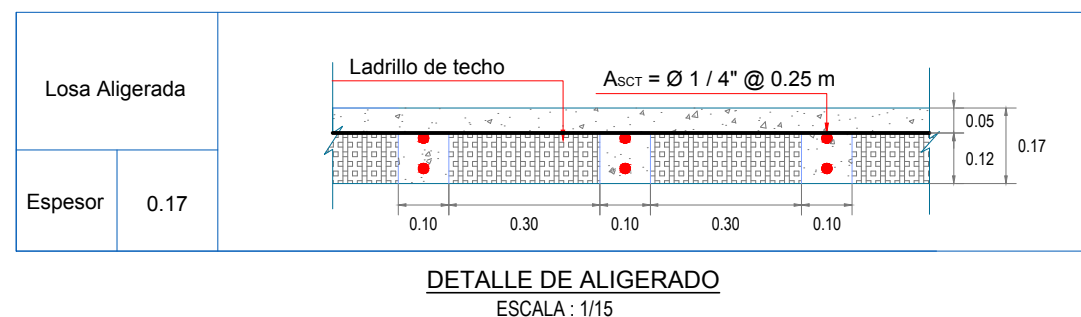 Losa Aligerada
Espesor
0.17
Ladrillo de techo
ASCT = Ø 1 / 4" @ 0.25 m
0.05
0.12
0.17
0.10
0.30
0.10
0.30
0.10
DETALLE DE ALIGERADO
ESCALA : 1/15